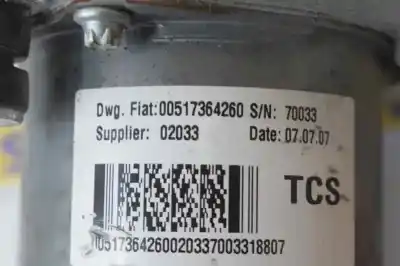 Dwg. Fiat:00517364260 S/N: 70033
Supplier: 02033 Date: 07.07.07
TCS
00517364260020337003318807